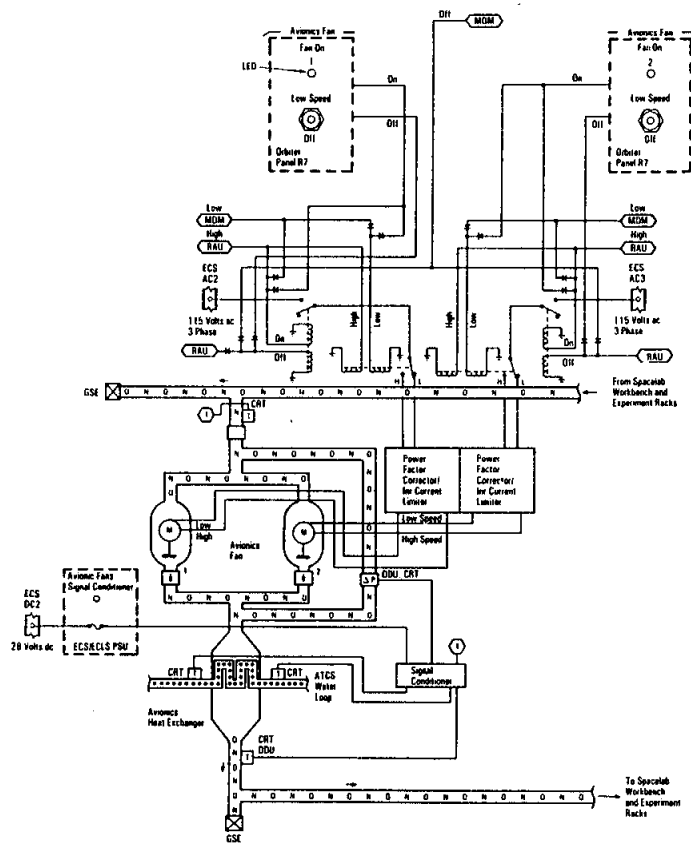 Off
MDM
Avionics Fan
Fan On
1
LED
Low Speed
Off
Orbiter
Panel R7
On
Off
Avionics Fan
Fan On
2
Low Speed
Off
Orbiter
Panel R7
On
Off
Low
MDM
High
RAU
Low
MDM
High
RAU
ECS
AC2
115 Volts ac
3 Phase
ECS
AC3
115 Volts ac
3 Phase
High
Low
High
Low
On
Off
On
Off
RAU
RAU
H
L
H
L
GSE
From Spacelab
Workbench and
Experiment Racks
CRT
T
Power
Factor
Corrector/
Inr Current
Limiter
Power
Factor
Corrector/
Inr Current
Limiter
Low Speed
High Speed
Low
High
M
M
Avionics
Fan
1
2
Δ P
DDU, CRT
ECS
DC2
28 Volts dc
Avionic Fans
Signal Conditioner
ECS/ECLS PSU
CRT
T
T
CRT
ATCS
Water
Loop
Signal
Conditioner
Avionics
Heat Exchanger
CRT
DDU
T
To Spacelab
Workbench
and Experiment
Racks
GSE